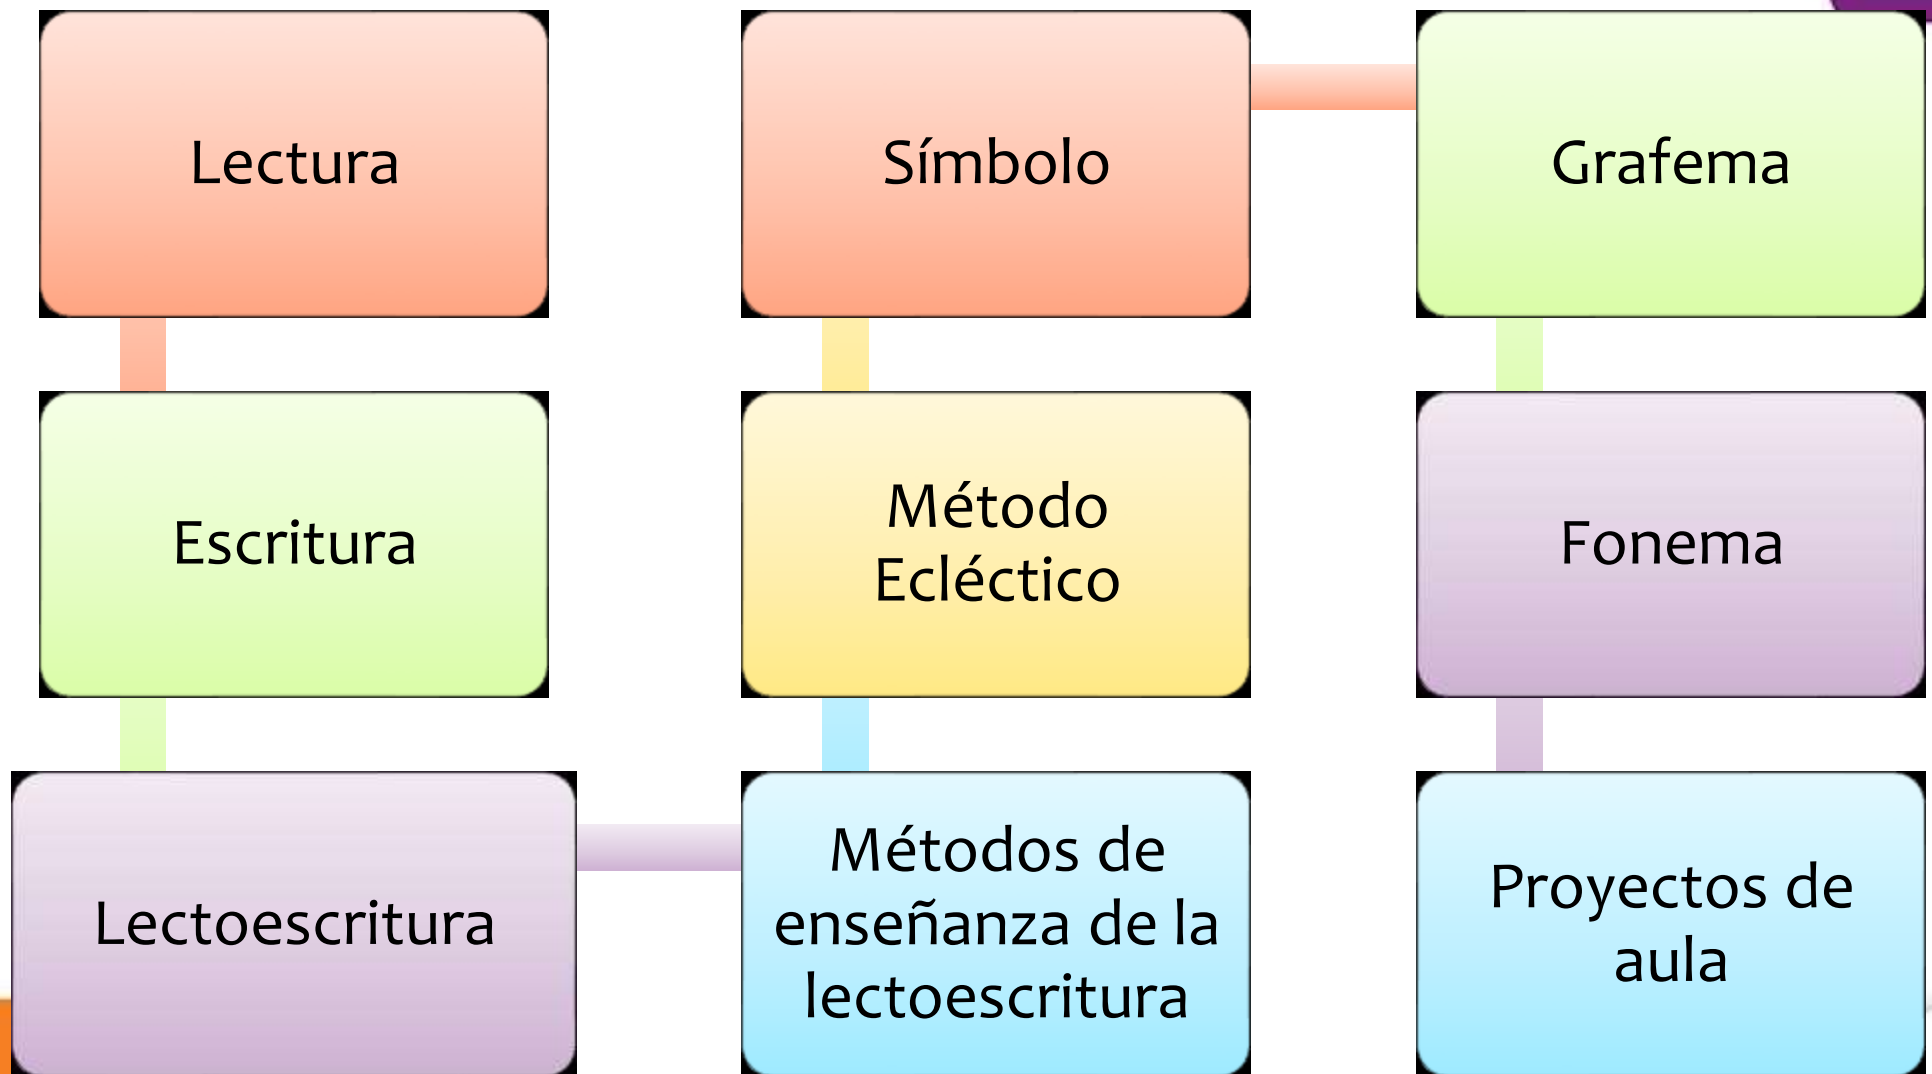 Lectura
Escritura
Lectoescritura
Métodos de
enseñanza de la
lectoescritura
Método
Ecléctico
Símbolo
Grafema
Fonema
Proyectos de
aula